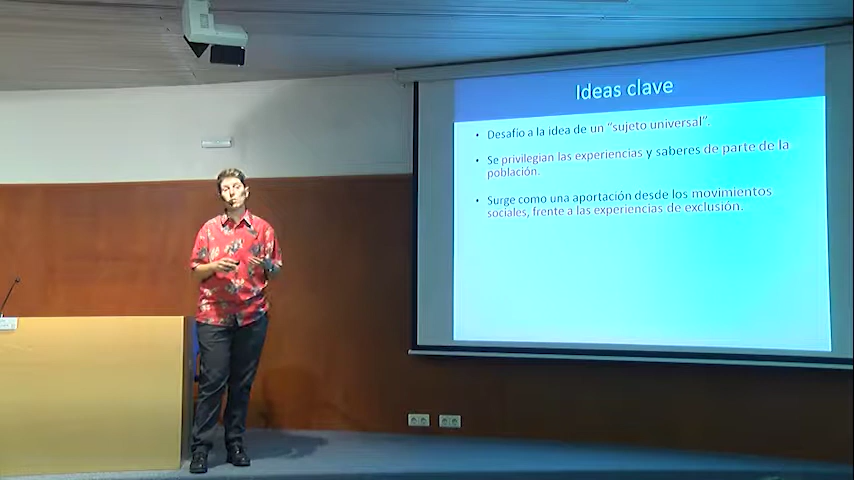 Ideas clave
• Desafío a la idea de un "sujeto universal".
• Se privilegian las experiencias y saberes de parte de la
población.
• Surge como una aportación desde los movimientos
sociales, frente a las experiencias de exclusión.